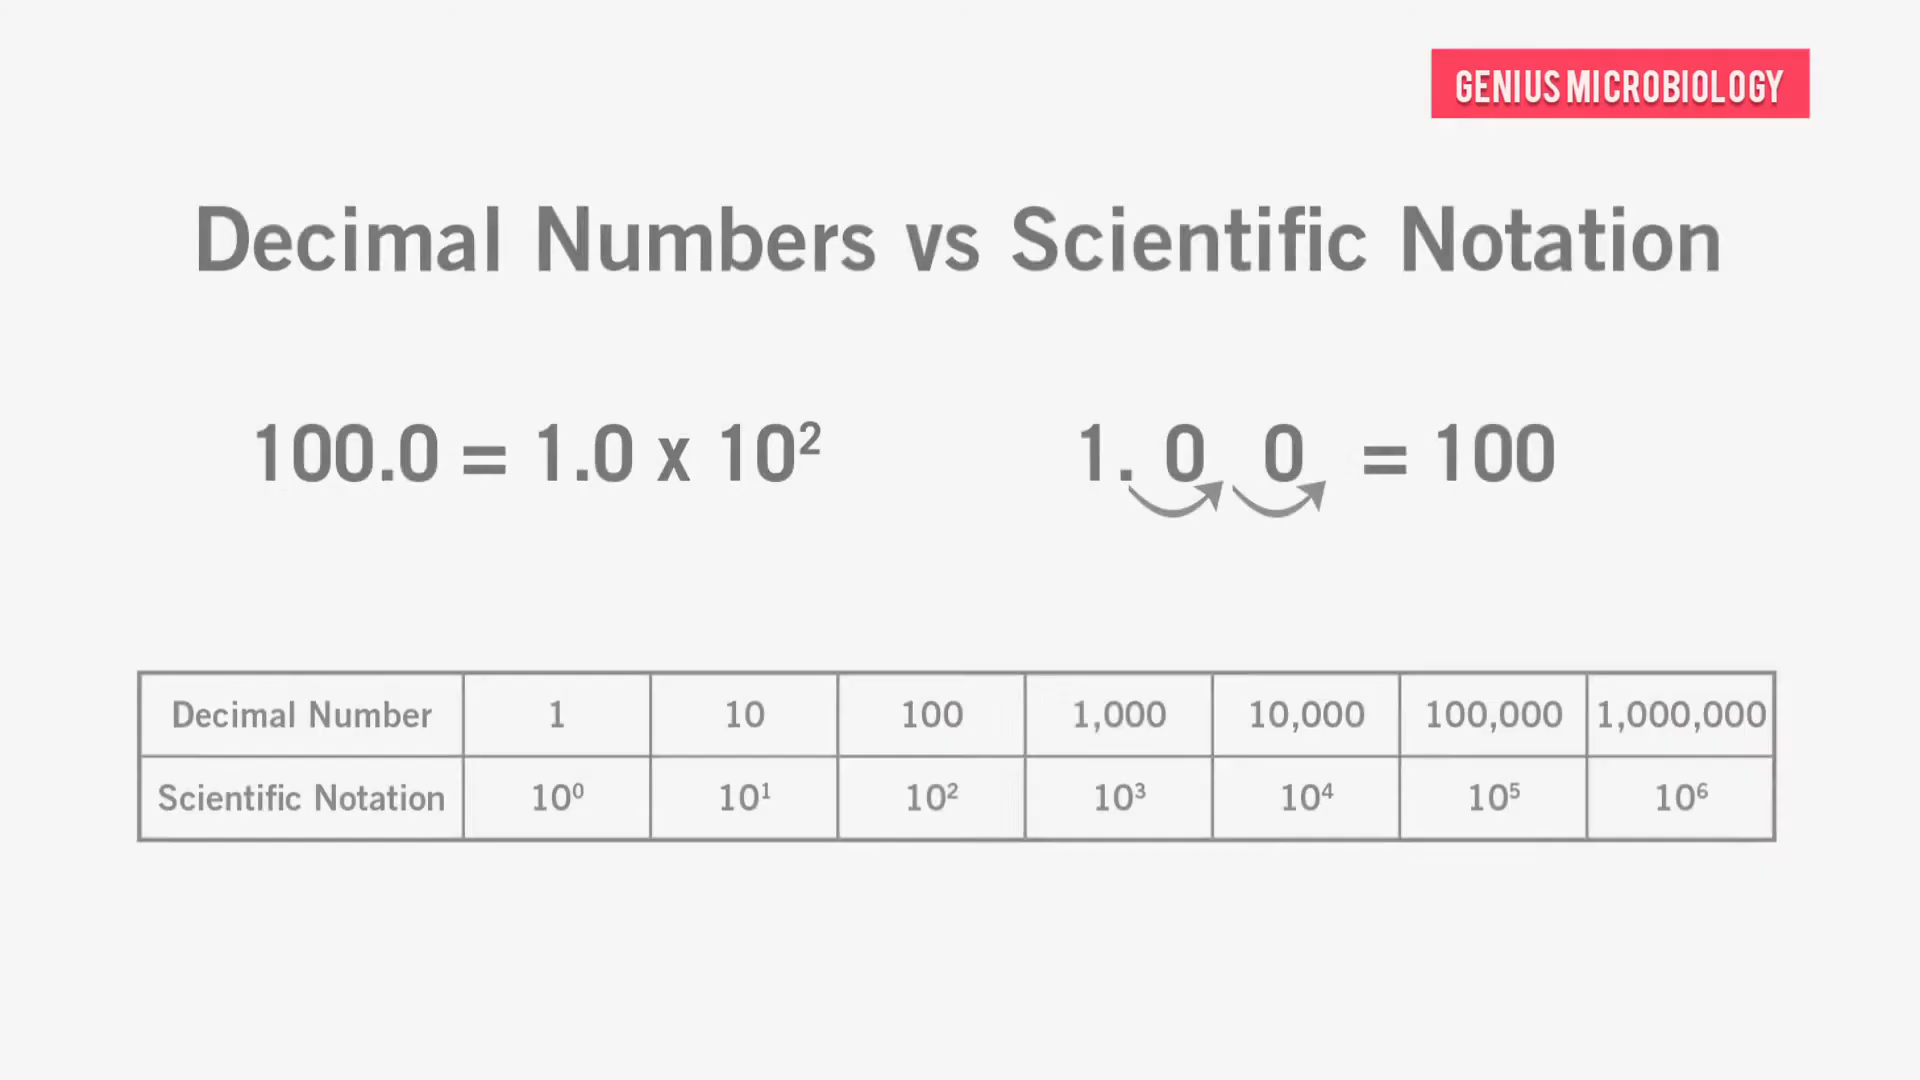 GENIUS MICROBIOLOGY
Decimal Numbers vs Scientific Notation
100.0 = 1.0 x 10² 1. 0 0 = 100
Decimal Number 1 10 100 1,000 10,000 100,000 1,000,000
Scientific Notation 10⁰ 10¹ 10² 10³ 10⁴ 10⁵ 10⁶